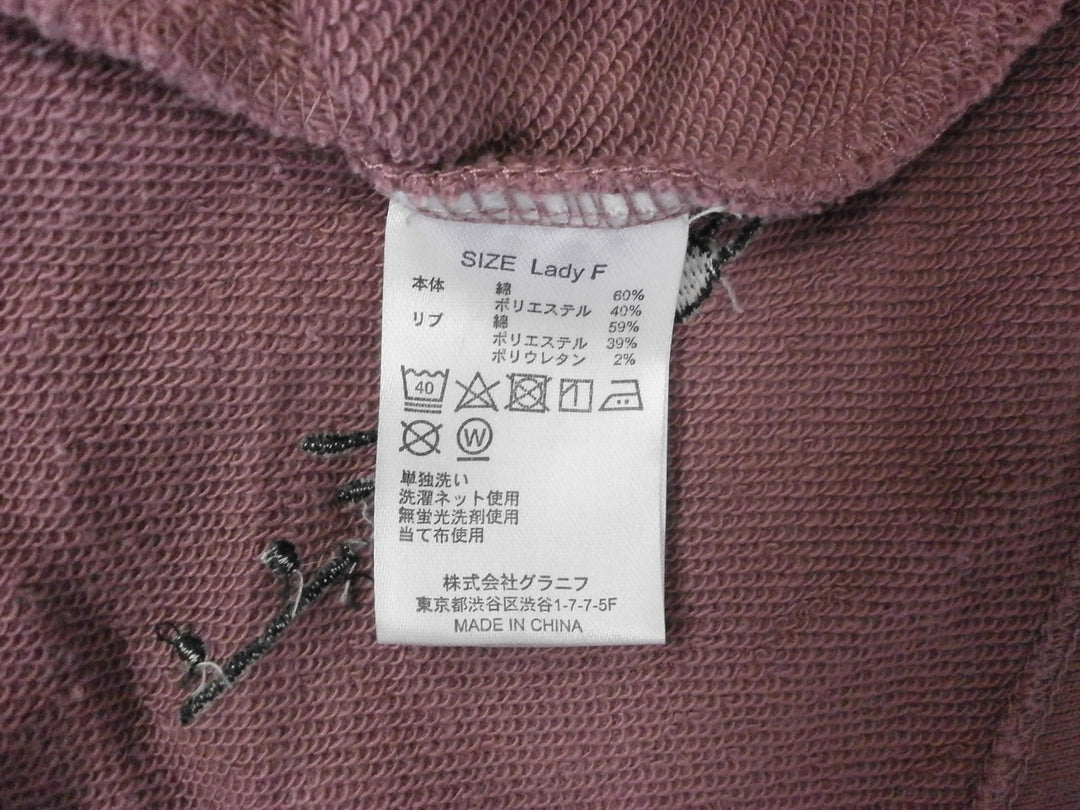 SIZE Lady F
本体 綿 60%
ポリエステル 40%
リブ 綿 59%
ポリエステル 39%
ポリウレタン 2%
40
W
単独洗い
洗濯ネット使用
無蛍光洗剤使用
当て布使用
株式会社グラニフ
東京都渋谷区渋谷1-7-7-5F
MADE IN CHINA